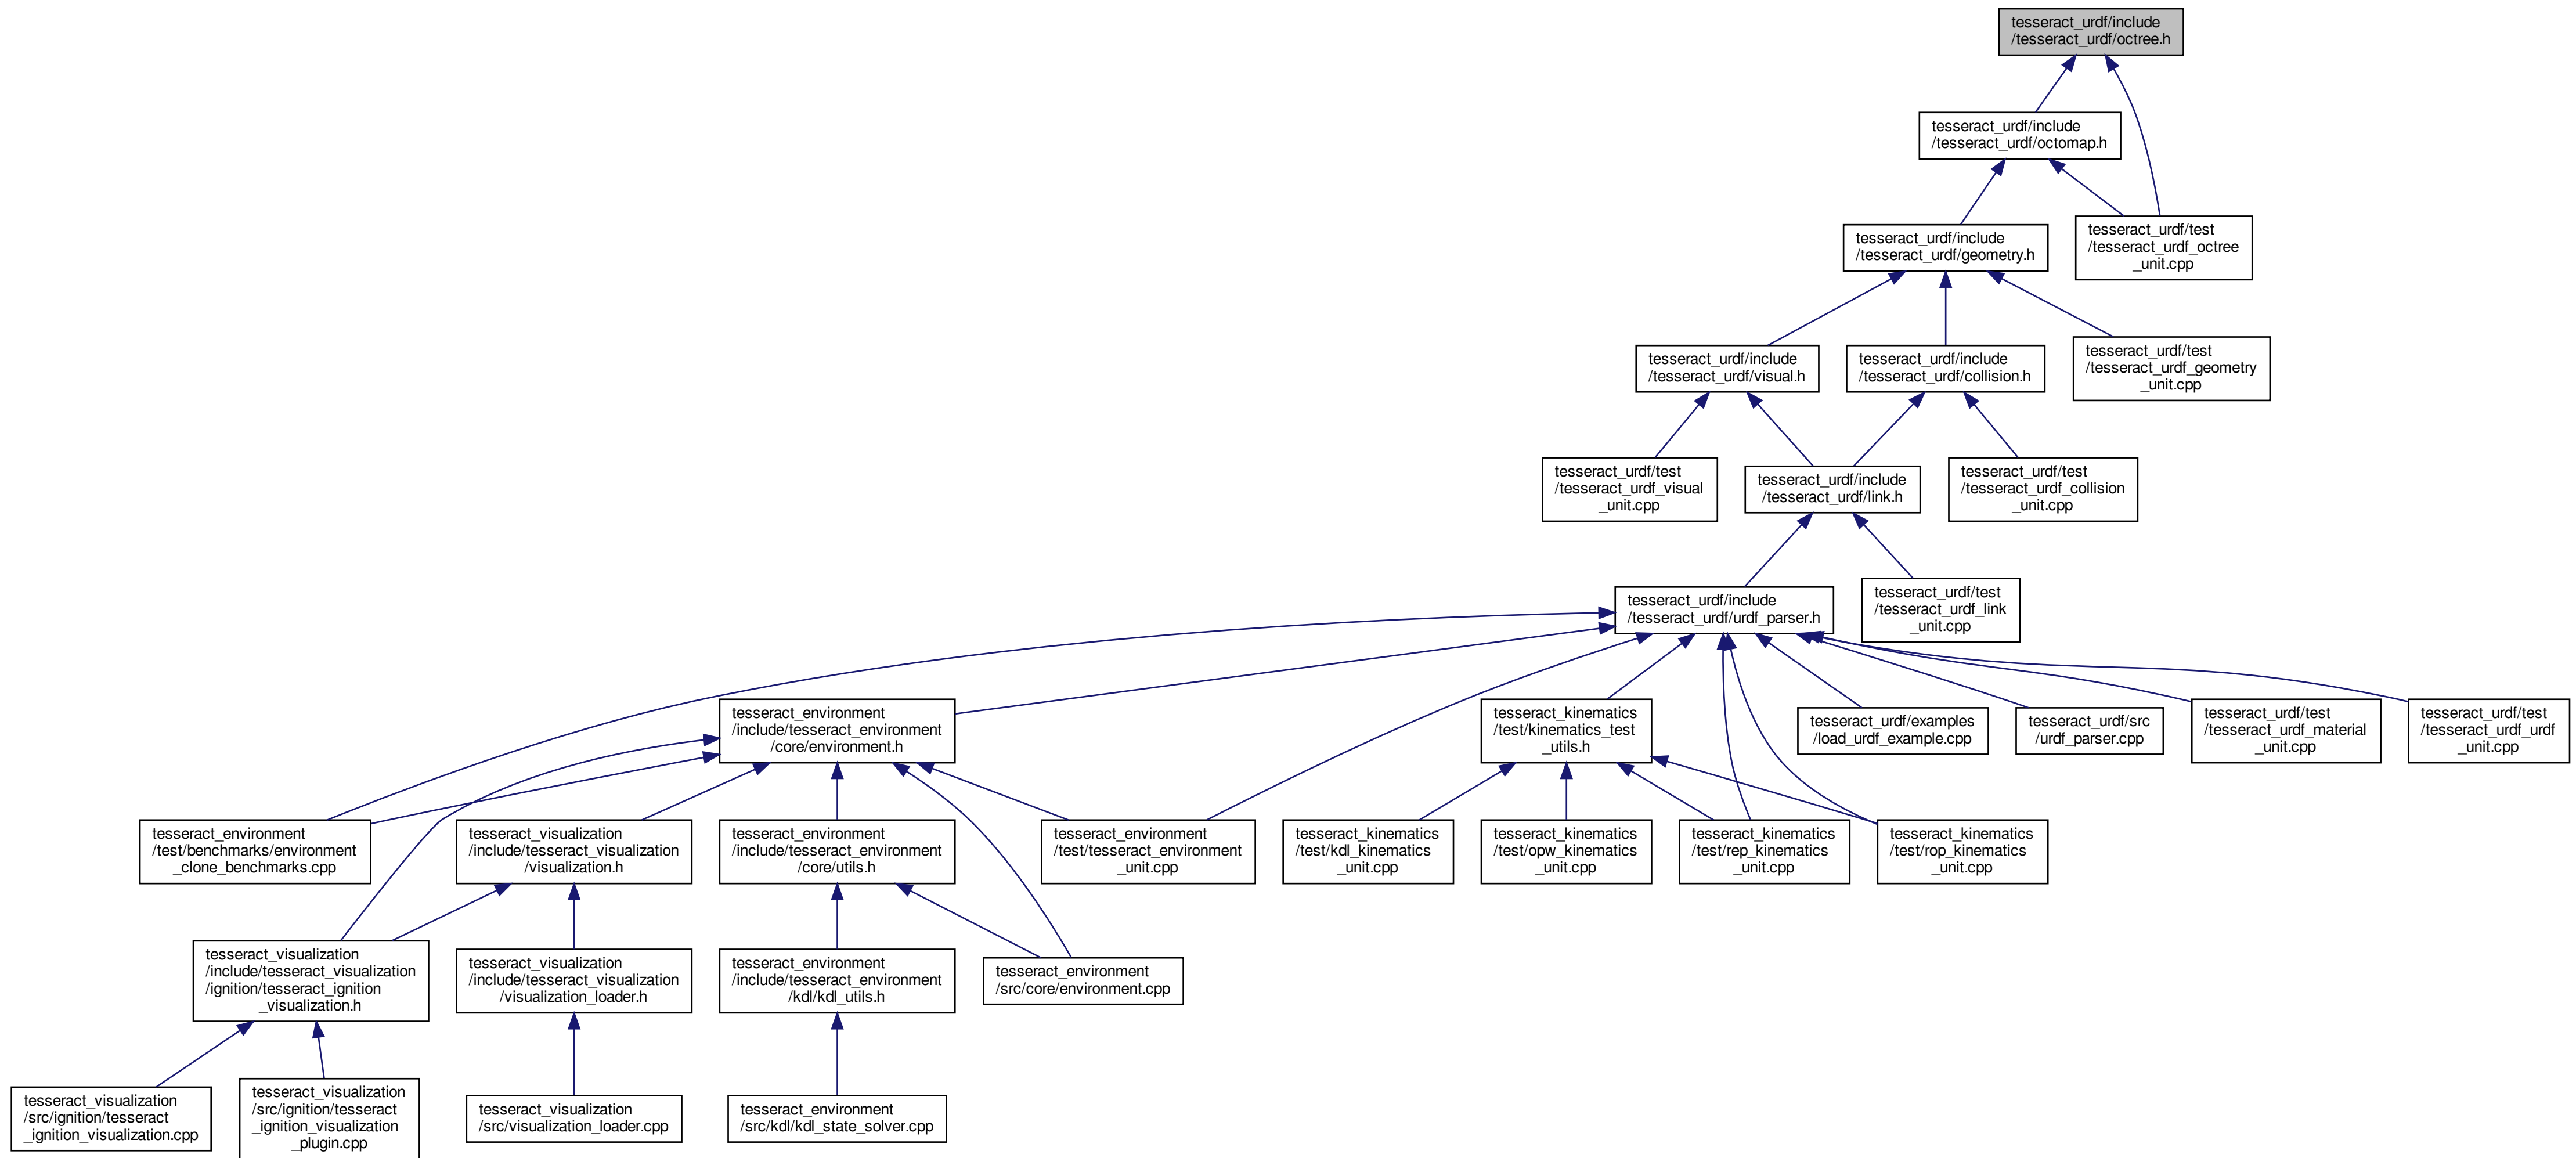 tesseract_urdf/include
/tesseract_urdf/octree.h
tesseract_urdf/include
/tesseract_urdf/octomap.h
tesseract_urdf/include
/tesseract_urdf/geometry.h
tesseract_urdf/test
/tesseract_urdf_octree
_unit.cpp
tesseract_urdf/include
/tesseract_urdf/visual.h
tesseract_urdf/include
/tesseract_urdf/collision.h
tesseract_urdf/test
/tesseract_urdf_geometry
_unit.cpp
tesseract_urdf/test
/tesseract_urdf_visual
_unit.cpp
tesseract_urdf/include
/tesseract_urdf/link.h
tesseract_urdf/test
/tesseract_urdf_collision
_unit.cpp
tesseract_urdf/include
/tesseract_urdf/urdf_parser.h
tesseract_urdf/test
/tesseract_urdf_link
_unit.cpp
tesseract_environment
/include/tesseract_environment
/core/environment.h
tesseract_kinematics
/test/kinematics_test
_utils.h
tesseract_urdf/examples
/load_urdf_example.cpp
tesseract_urdf/src
/urdf_parser.cpp
tesseract_urdf/test
/tesseract_urdf_material
_unit.cpp
tesseract_urdf/test
/tesseract_urdf_urdf
_unit.cpp
tesseract_environment
/test/benchmarks/environment
_clone_benchmarks.cpp
tesseract_visualization
/include/tesseract_visualization
/visualization.h
tesseract_environment
/include/tesseract_environment
/core/utils.h
tesseract_environment
/test/tesseract_environment
_unit.cpp
tesseract_kinematics
/test/kdl_kinematics
_unit.cpp
tesseract_kinematics
/test/opw_kinematics
_unit.cpp
tesseract_kinematics
/test/rep_kinematics
_unit.cpp
tesseract_kinematics
/test/rop_kinematics
_unit.cpp
tesseract_visualization
/include/tesseract_visualization
/ignition/tesseract_ignition
_visualization.h
tesseract_visualization
/include/tesseract_visualization
/visualization_loader.h
tesseract_environment
/include/tesseract_environment
/kdl/kdl_utils.h
tesseract_environment
/src/core/environment.cpp
tesseract_visualization
/src/ignition/tesseract
_ignition_visualization.cpp
tesseract_visualization
/src/ignition/tesseract
_ignition_visualization
_plugin.cpp
tesseract_visualization
/src/visualization_loader.cpp
tesseract_environment
/src/kdl/kdl_state_solver.cpp